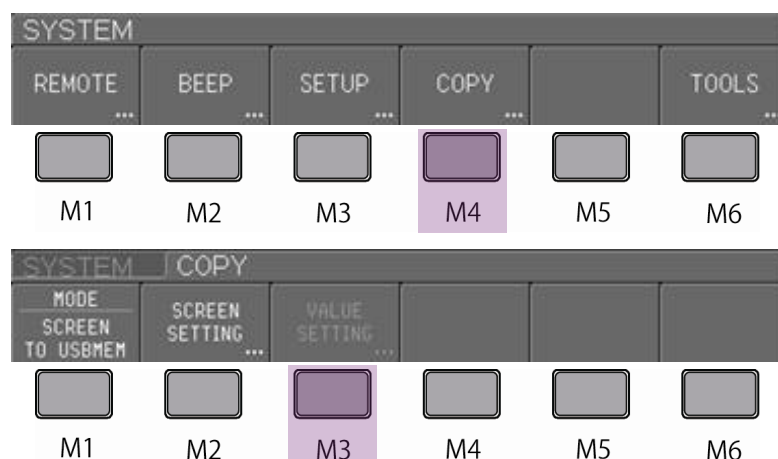 SYSTEM
REMOTE BEEP SETUP COPY TOOLS
... ... ... ... ...
M1 M2 M3 M4 M5 M6
SYSTEM COPY
MODE
SCREEN TO USBMEM
SCREEN SETTING ...
VALUE SETTING ...
M1 M2 M3 M4 M5 M6